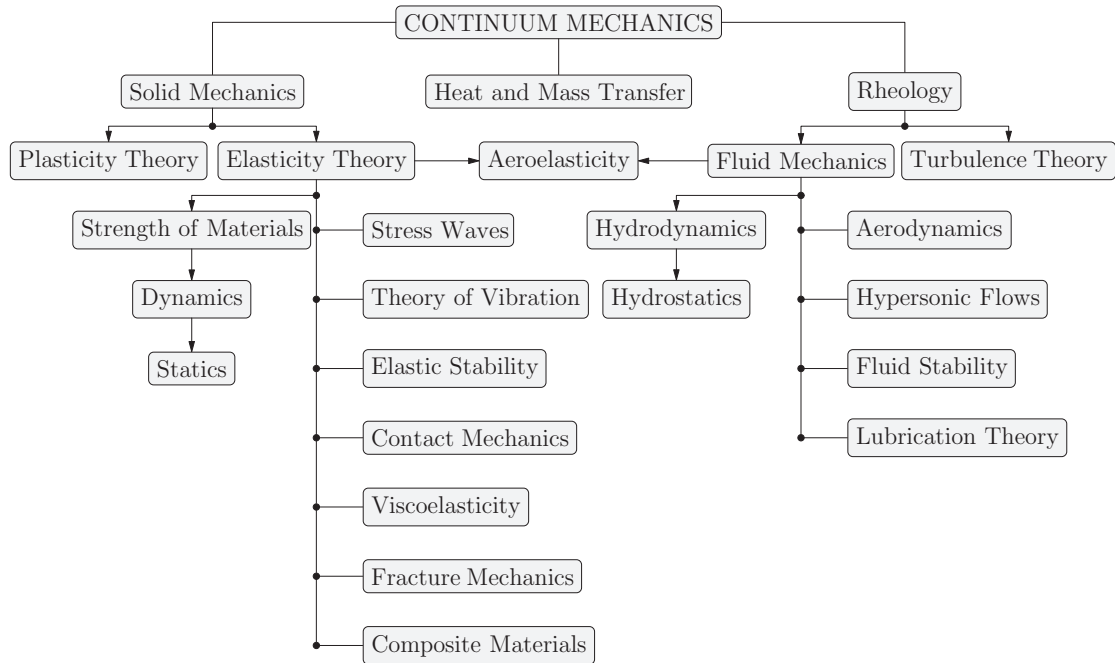 CONTINUUM MECHANICS
Solid Mechanics
Heat and Mass Transfer
Rheology
Plasticity Theory
Elasticity Theory
Aeroelasticity
Fluid Mechanics
Turbulence Theory
Strength of Materials
Stress Waves
Hydrodynamics
Aerodynamics
Dynamics
Theory of Vibration
Hydrostatics
Hypersonic Flows
Statics
Elastic Stability
Fluid Stability
Contact Mechanics
Lubrication Theory
Viscoelasticity
Fracture Mechanics
Composite Materials